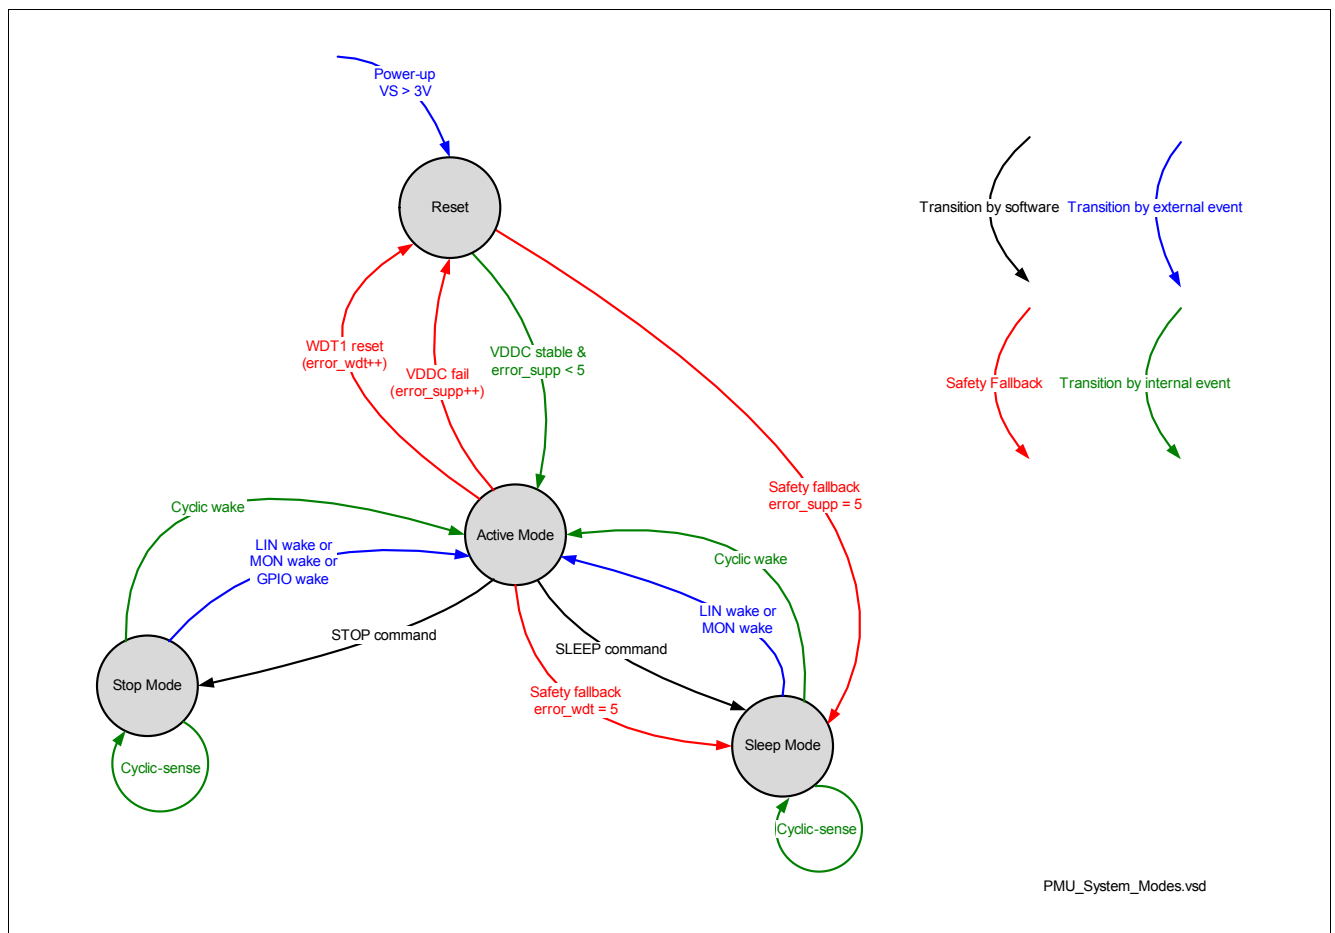 Power-up
VS > 3V
Reset
Transition by software
Transition by external event
WDT1 reset
(error_wdt++)
VDDC fail
(error_supp++)
VDDC stable &
error_supp < 5
Safety Fallback
Transition by internal event
Safety fallback
error_supp = 5
Cyclic wake
LIN wake or
MON wake or
GPIO wake
Active Mode
Cyclic wake
LIN wake or
MON wake
STOP command
SLEEP command
Stop Mode
Safety fallback
error_wdt = 5
Sleep Mode
Cyclic-sense
Cyclic-sense
PMU_System_Modes.vsd